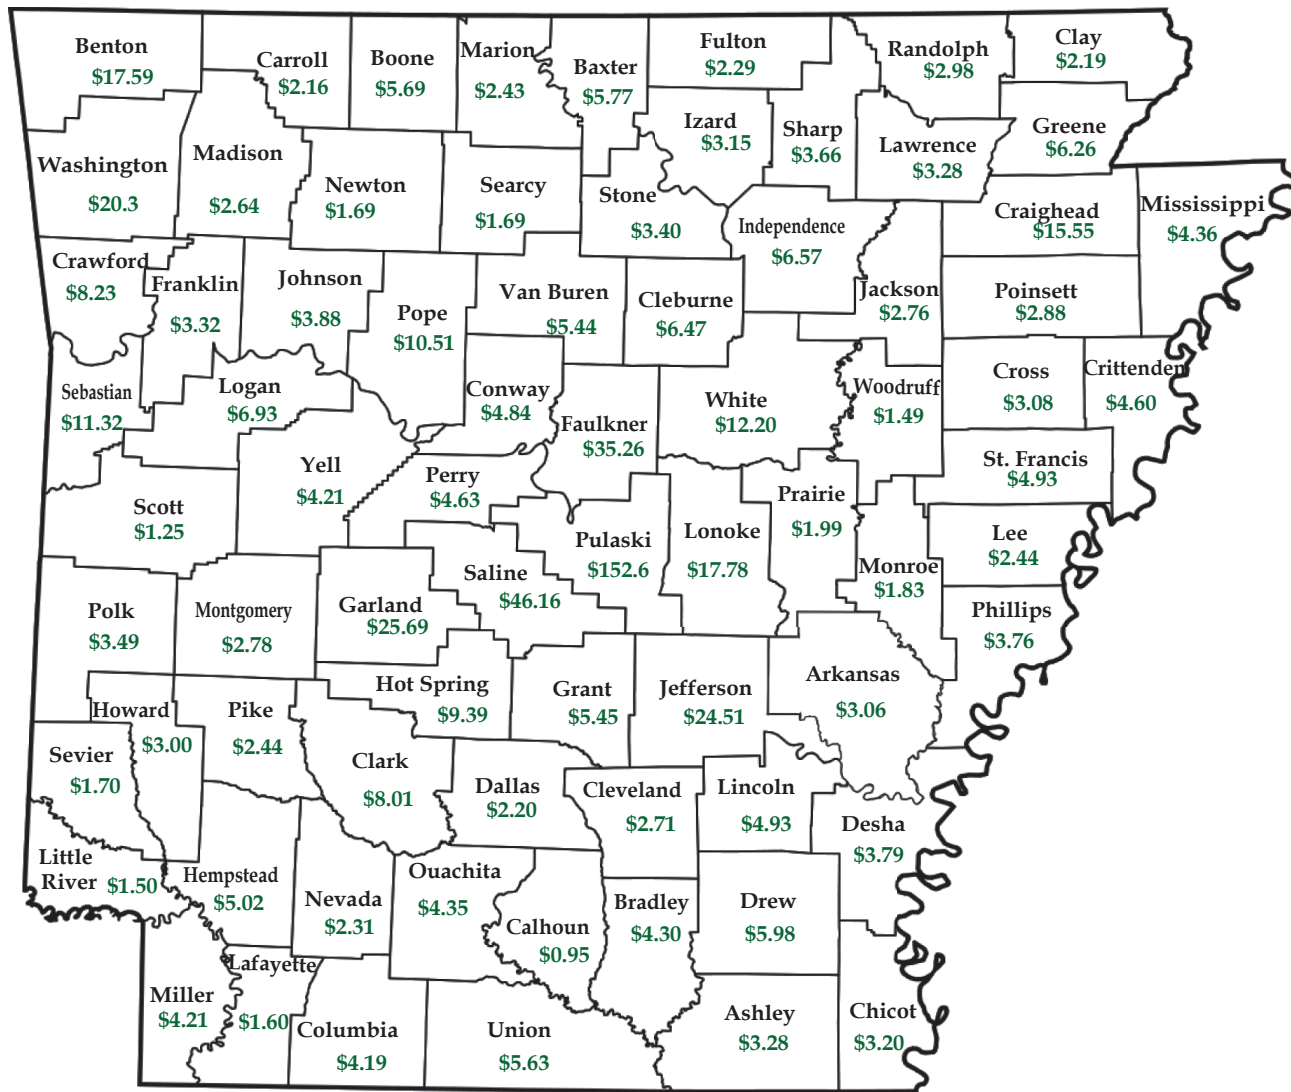 Benton
$17.59
Carroll
$2.16
Boone
$5.69
Marion
$2.43
Baxter
$5.77
Fulton
$2.29
Randolph
$2.98
Clay
$2.19
Washington
$20.3
Madison
$2.64
Newton
$1.69
Searcy
$1.69
Stone
$3.40
Izard
$3.15
Sharp
$3.66
Lawrence
$3.28
Greene
$6.26
Independence
$6.57
Craighead
$15.55
Mississippi
$4.36
Crawford
$8.23
Franklin
$3.32
Johnson
$3.88
Pope
$10.51
Van Buren
$5.44
Cleburne
$6.47
Jackson
$2.76
Poinsett
$2.88
Sebastian
$11.32
Logan
$6.93
Conway
$4.84
Faulkner
$35.26
White
$12.20
Woodruff
$1.49
Cross
$3.08
Crittenden
$4.60
Scott
$1.25
Yell
$4.21
Perry
$4.63
Pulaski
$152.6
Lonoke
$17.78
Prairie
$1.99
St. Francis
$4.93
Lee
$2.44
Monroe
$1.83
Phillips
$3.76
Polk
$3.49
Montgomery
$2.78
Garland
$25.69
Saline
$46.16
Hot Spring
$9.39
Grant
$5.45
Jefferson
$24.51
Arkansas
$3.06
Howard
$3.00
Pike
$2.44
Sevier
$1.70
Clark
$8.01
Dallas
$2.20
Cleveland
$2.71
Lincoln
$4.93
Desha
$3.79
Little
River
$1.50
Hempstead
$5.02
Nevada
$2.31
Ouachita
$4.35
Calhoun
$0.95
Bradley
$4.30
Drew
$5.98
Miller
$4.21
Lafayette
$1.60
Columbia
$4.19
Union
$5.63
Ashley
$3.28
Chicot
$3.20